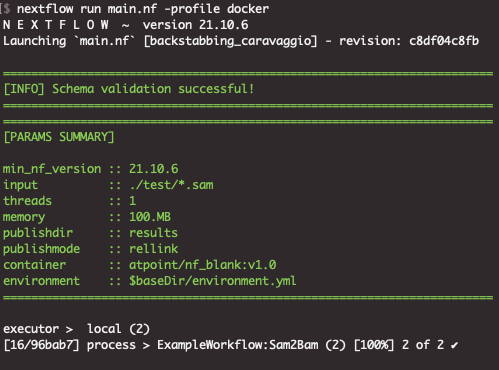 [$ nextflow run main.nf -profile docker
N E X T F L O W  ~  version 21.10.6
Launching `main.nf` [backstabbing_caravaggio] - revision: c8df04c8fb
[INFO] Schema validation successful!
[PARAMS SUMMARY]
min_nf_version :: 21.10.6
input          :: ./test/*.sam
threads        :: 1
memory         :: 100.MB
publishdir     :: results
publishmode    :: rellink
container      :: atpoint/nf_blank:v1.0
environment    :: $baseDir/environment.yml
executor >  local (2)
[16/96bab7] process > ExampleWorkflow:Sam2Bam (2) [100%] 2 of 2 ✔